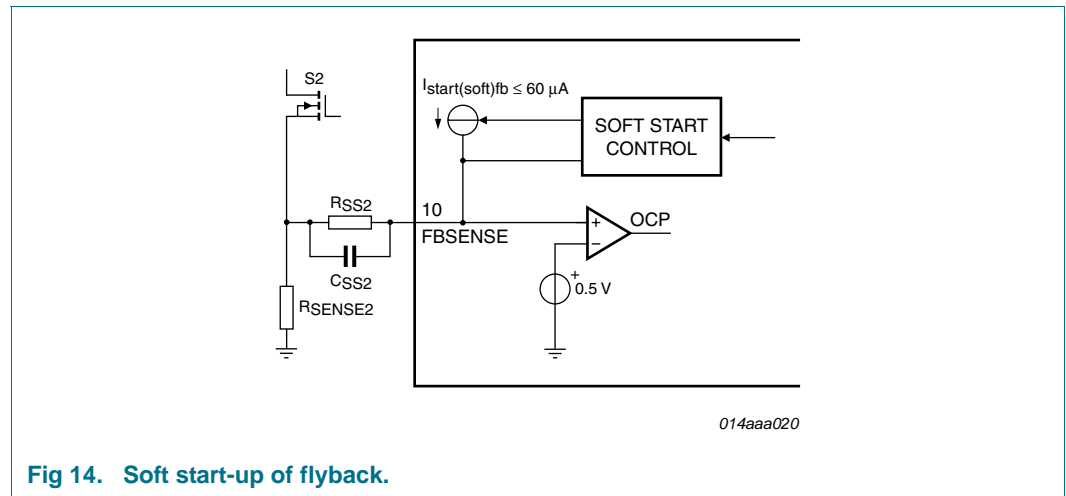 S2
Istart(soft)fb ≤ 60 μA
SOFT START
CONTROL
RSS2
10
FBSENSE
OCP
+
−
CSS2
+
0.5 V
RSENSE2
014aaa020
Fig 14. Soft start-up of flyback.